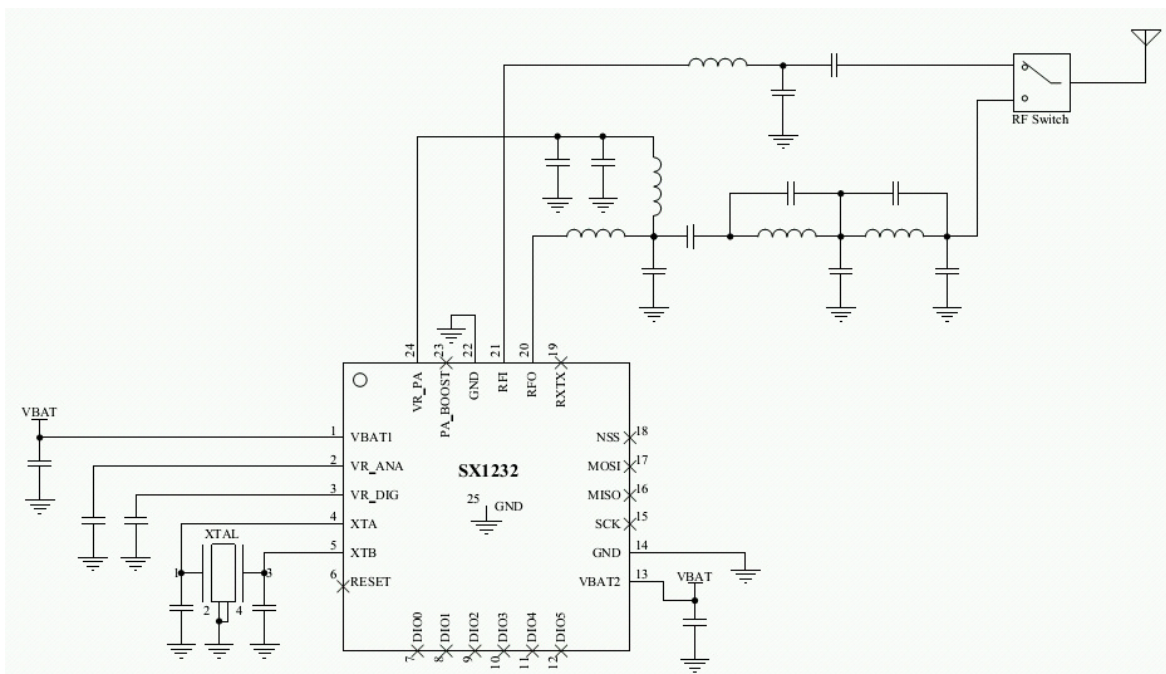 RF Switch
24
23
22
21
20
19
VR_PA
PA_BOOST
GND
RFI
RFO
RXTX
VBAT
1
VBAT1
2
VR_ANA
3
VR_DIG
4
XTA
5
XTB
6
RESET
SX1232
25
GND
NSS
18
MOSI
17
MISO
16
SCK
15
GND
14
VBAT2
13
VBAT
XTAL
1
3
2
4
DIO0
DIO1
DIO2
DIO3
DIO4
DIO5
7
8
9
10
11
12